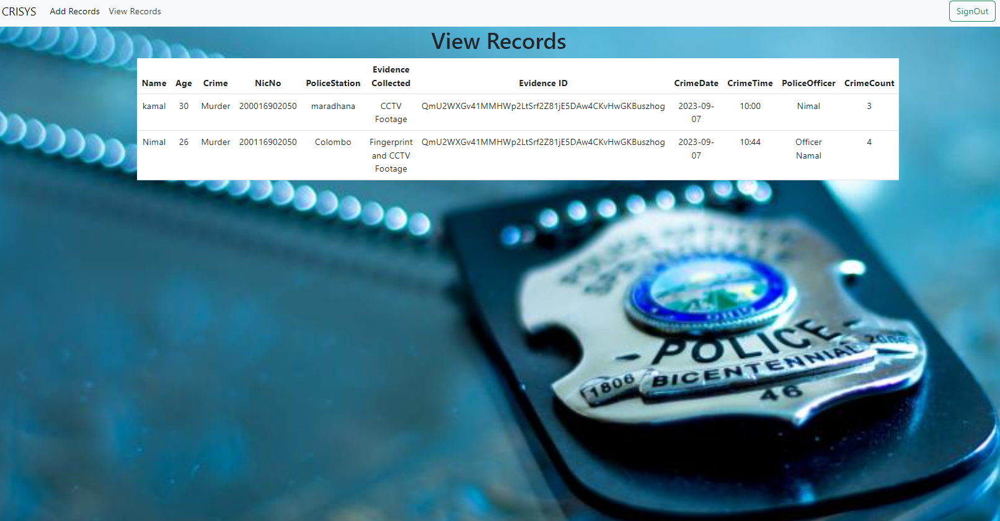 CRISYS Add Records View Records SignOut
View Records
Name Age Crime NicNo PoliceStation Evidence Collected Evidence ID CrimeDate CrimeTime PoliceOfficer CrimeCount
kamal 30 Murder 200016902050 maradhana CCTV Footage QmU2WXGv41MMHWp2LtSrf2Z81jE5DAw4CKvHwGKBuszhog 2023-09-07 10:00 Nimal 3
Nimal 26 Murder 200116902050 Colombo Fingerprint and CCTV Footage QmU2WXGv41MMHWp2LtSrf2Z81jE5DAw4CKvHwGKBuszhog 2023-09-07 10:44 Officer Namal 4
OHIO
- POLICE -
1806 BICENTENNIAL
46